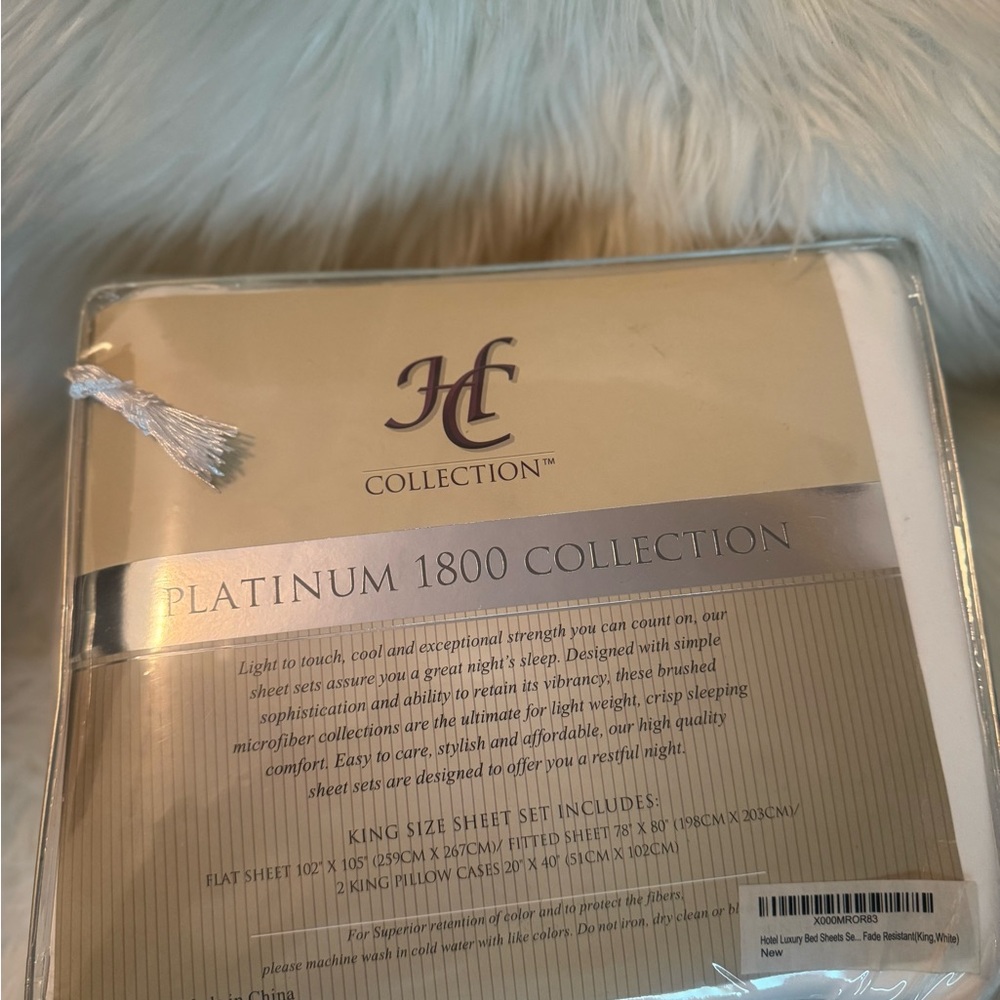 HC
COLLECTION™
PLATINUM 1800 COLLECTION
Light to touch, cool and exceptional strength you can count on, our
sheet sets assure you a great night's sleep. Designed with simple
sophistication and ability to retain its vibrancy, these brushed
microfiber collections are the ultimate for light weight, crisp sleeping
comfort. Easy to care, stylish and affordable, our high quality
sheet sets are designed to offer you a restful night.
KING SIZE SHEET SET INCLUDES:
FLAT SHEET 102" X 105" (259CM X 267CM)/ FITTED SHEET 78" X 80" (198CM X 203CM)/
2 KING PILLOW CASES 20" X 40" (51CM X 102CM)
For Superior retention of color and to protect the fibers,
please machine wash in cold water with like colors. Do not iron, dry clean or bl
in China
X000MROR83
Hotel Luxury Bed Sheets Se... Fade Resistant(King,White)
New